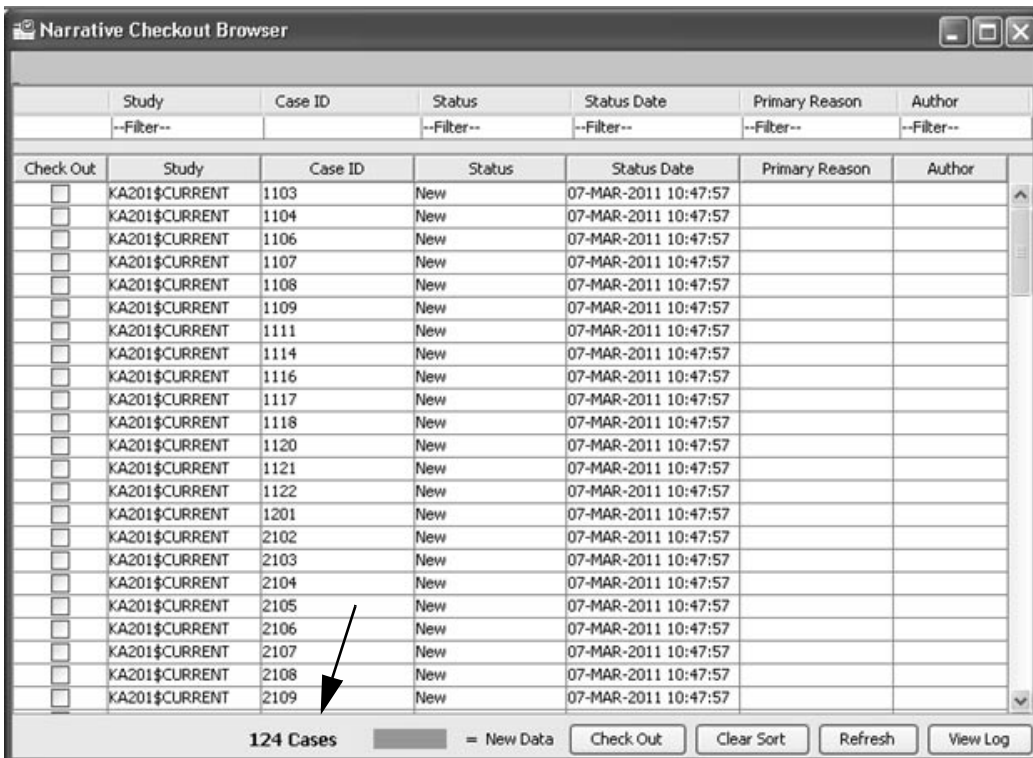 Narrative Checkout Browser
Study Case ID Status Status Date Primary Reason Author
--Filter-- --Filter-- --Filter-- --Filter-- --Filter--
Check Out Study Case ID Status Status Date Primary Reason Author
KA201$CURRENT 1103 New 07-MAR-2011 10:47:57
KA201$CURRENT 1104 New 07-MAR-2011 10:47:57
KA201$CURRENT 1106 New 07-MAR-2011 10:47:57
KA201$CURRENT 1107 New 07-MAR-2011 10:47:57
KA201$CURRENT 1108 New 07-MAR-2011 10:47:57
KA201$CURRENT 1109 New 07-MAR-2011 10:47:57
KA201$CURRENT 1111 New 07-MAR-2011 10:47:57
KA201$CURRENT 1114 New 07-MAR-2011 10:47:57
KA201$CURRENT 1116 New 07-MAR-2011 10:47:57
KA201$CURRENT 1117 New 07-MAR-2011 10:47:57
KA201$CURRENT 1118 New 07-MAR-2011 10:47:57
KA201$CURRENT 1120 New 07-MAR-2011 10:47:57
KA201$CURRENT 1121 New 07-MAR-2011 10:47:57
KA201$CURRENT 1122 New 07-MAR-2011 10:47:57
KA201$CURRENT 1201 New 07-MAR-2011 10:47:57
KA201$CURRENT 2102 New 07-MAR-2011 10:47:57
KA201$CURRENT 2103 New 07-MAR-2011 10:47:57
KA201$CURRENT 2104 New 07-MAR-2011 10:47:57
KA201$CURRENT 2105 New 07-MAR-2011 10:47:57
KA201$CURRENT 2106 New 07-MAR-2011 10:47:57
KA201$CURRENT 2107 New 07-MAR-2011 10:47:57
KA201$CURRENT 2108 New 07-MAR-2011 10:47:57
KA201$CURRENT 2109 New 07-MAR-2011 10:47:57
124 Cases = New Data Check Out Clear Sort Refresh View Log